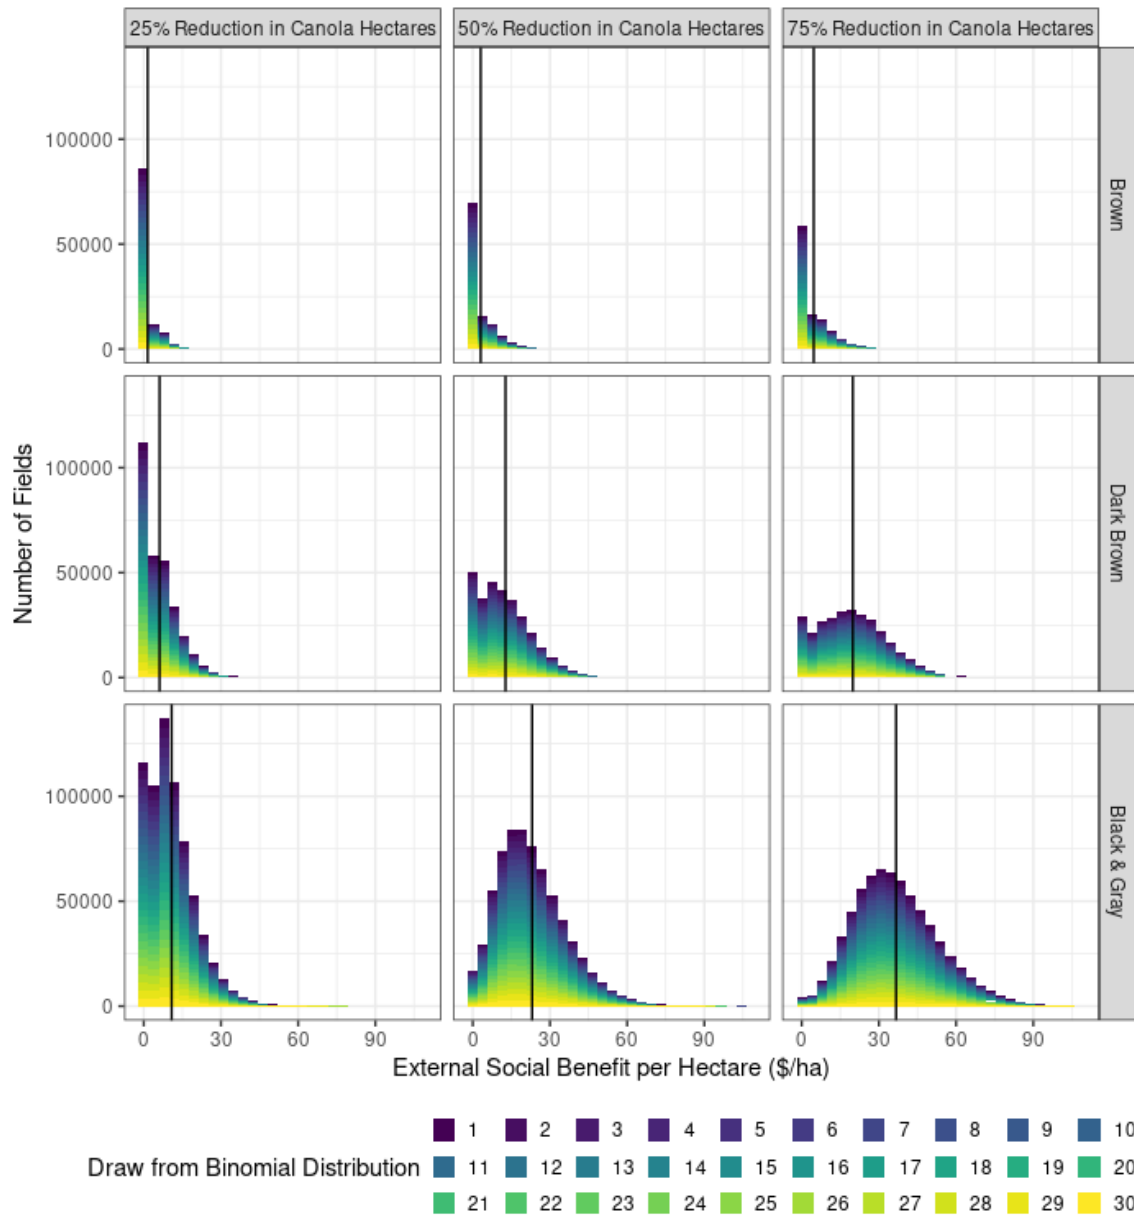 25% Reduction in Canola Hectares
50% Reduction in Canola Hectares
75% Reduction in Canola Hectares
100000
50000
0
Brown
100000
50000
0
Dark Brown
100000
50000
0
Black & Gray
Number of Fields
0 30 60 90
0 30 60 90
0 30 60 90
External Social Benefit per Hectare ($/ha)
Draw from Binomial Distribution
1 2 3 4 5 6 7 8 9 10
11 12 13 14 15 16 17 18 19 20
21 22 23 24 25 26 27 28 29 30